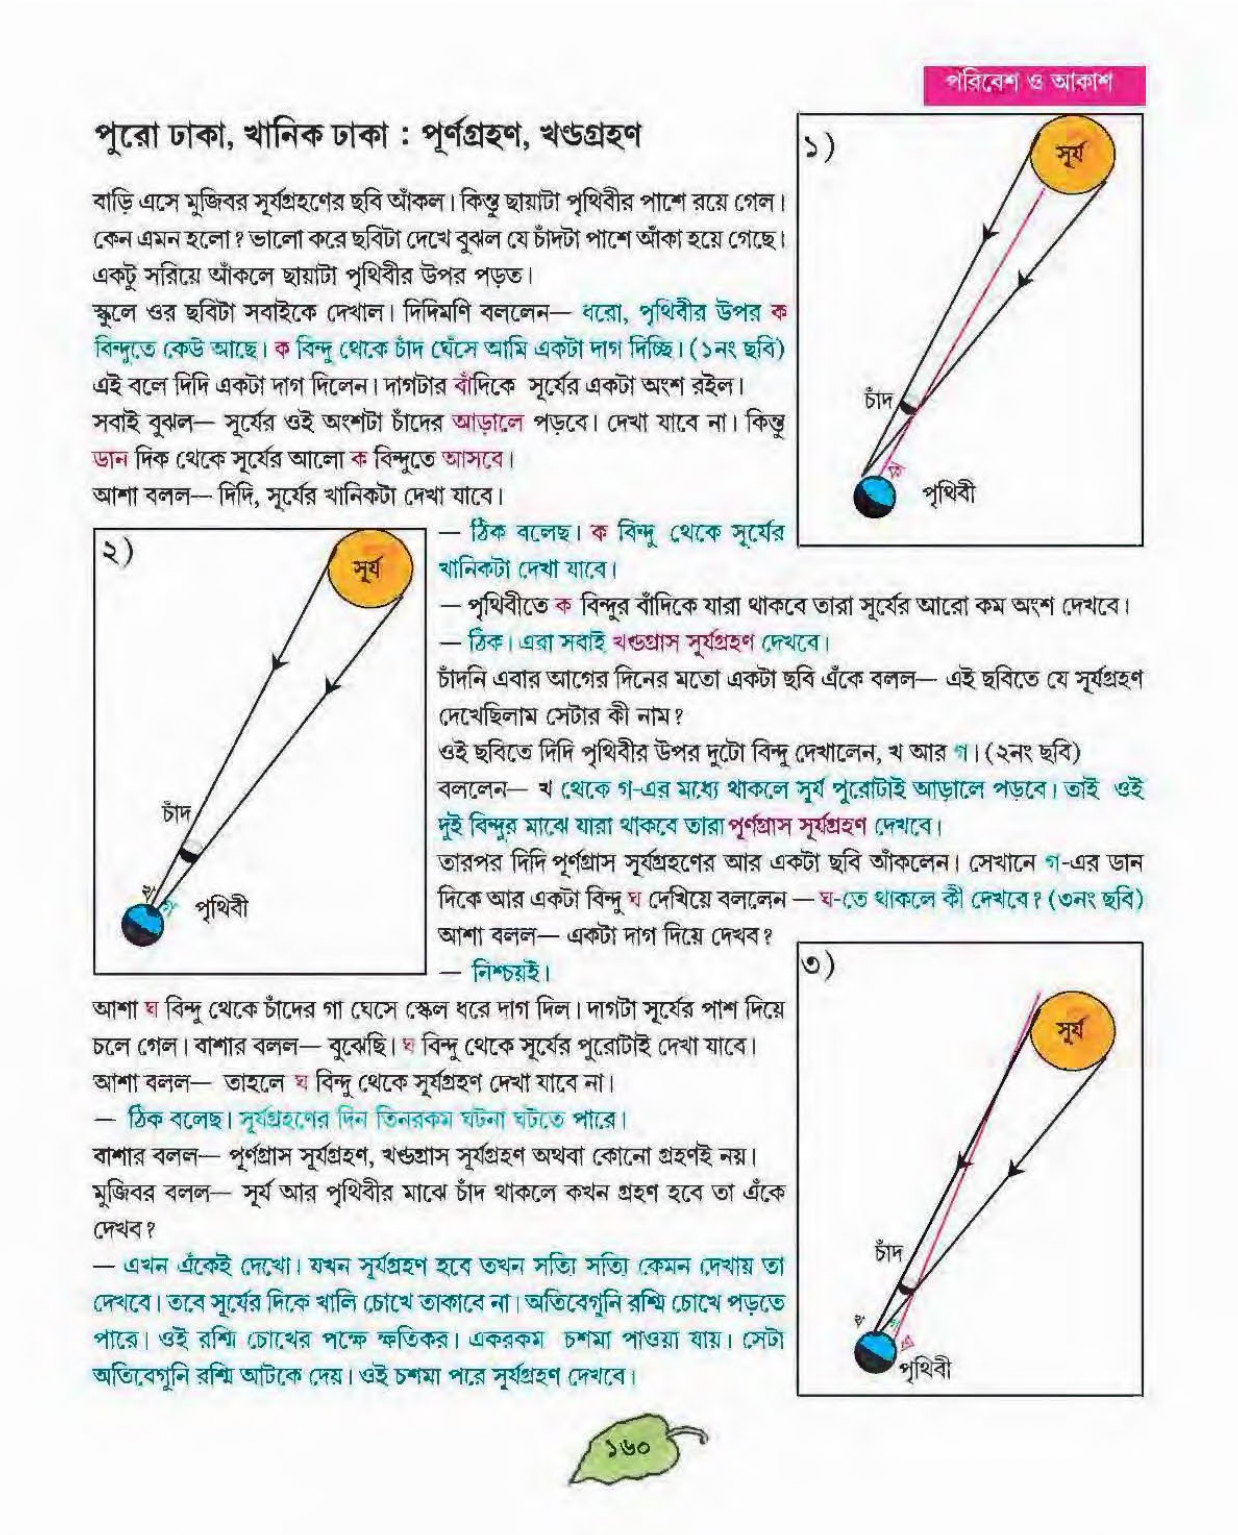 পরিবেশ ও আকাশ
পুরো ঢাকা, খানিক ঢাকা : পূর্ণগ্রহণ, খণ্ডগ্রহণ
বাড়ি এসে মুজিবর সূর্যগ্রহণের ছবি আঁকল। কিন্তু ছায়াটা পৃথিবীর পাশে রয়ে গেল।
কেন এমন হলো? ভালো করে ছবিটা দেখে বুঝল যে চাঁদটা পাশে আঁকা হয়ে গেছে।
একটু সরিয়ে আঁকলে ছায়াটা পৃথিবীর উপর পড়ত।
স্কুলে ওর ছবিটা সবাইকে দেখাল। দিদিমণি বললেন— ধরো, পৃথিবীর উপর ক
বিন্দুতে কেউ আছে। ক বিন্দু থেকে চাঁদ ঘেঁসে আমি একটা দাগ দিচ্ছি। (১নং ছবি)
এই বলে দিদি একটা দাগ দিলেন। দাগটার বাঁদিকে সূর্যের একটা অংশ রইল।
সবাই বুঝল— সূর্যের ওই অংশটা চাঁদের আড়ালে পড়বে। দেখা যাবে না। কিন্তু
ডান দিক থেকে সূর্যের আলো ক বিন্দুতে আসবে।
আশা বলল— দিদি, সূর্যের খানিকটা দেখা যাবে।
১)
সূর্য
চাঁদ
ক
পৃথিবী
— ঠিক বলেছ। ক বিন্দু থেকে সূর্যের
খানিকটা দেখা যাবে।
— পৃথিবীতে ক বিন্দুর বাঁদিকে যারা থাকবে তারা সূর্যের আরো কম অংশ দেখবে।
— ঠিক। এরা সবাই খণ্ডগ্রাস সূর্যগ্রহণ দেখবে।
চাঁদনি এবার আগের দিনের মতো একটা ছবি এঁকে বলল— এই ছবিতে যে সূর্যগ্রহণ
দেখেছিলাম সেটার কী নাম?
ওই ছবিতে দিদি পৃথিবীর উপর দুটো বিন্দু দেখালেন, খ আর গ। (২নং ছবি)
বললেন— খ থেকে গ-এর মধ্যে থাকলে সূর্য পুরোটাই আড়ালে পড়বে। তাই ওই
দুই বিন্দুর মাঝে যারা থাকবে তারা পূর্ণগ্রাস সূর্যগ্রহণ দেখবে।
তারপর দিদি পূর্ণগ্রাস সূর্যগ্রহণের আর একটা ছবি আঁকলেন। সেখানে গ-এর ডান
দিকে আর একটা বিন্দু ঘ দেখিয়ে বললেন — ঘ-তে থাকলে কী দেখবে? (৩নং ছবি)
আশা বলল— একটা দাগ দিয়ে দেখব?
— নিশ্চয়ই।
২)
সূর্য
চাঁদ
খ
গ
পৃথিবী
আশা ঘ বিন্দু থেকে চাঁদের গা ঘেসে স্কেল ধরে দাগ দিল। দাগটা সূর্যের পাশ দিয়ে
চলে গেল। বাশার বলল— বুঝেছি। ঘ বিন্দু থেকে সূর্যের পুরোটাই দেখা যাবে।
আশা বলল— তাহলে ঘ বিন্দু থেকে সূর্যগ্রহণ দেখা যাবে না।
— ঠিক বলেছ। সূর্যগ্রহণের দিন তিনরকম ঘটনা ঘটতে পারে।
বাশার বলল— পূর্ণগ্রাস সূর্যগ্রহণ, খণ্ডগ্রাস সূর্যগ্রহণ অথবা কোনো গ্রহণই নয়।
মুজিবর বলল— সূর্য আর পৃথিবীর মাঝে চাঁদ থাকলে কখন গ্রহণ হবে তা এঁকে
দেখব?
— এখন এঁকেই দেখো। যখন সূর্যগ্রহণ হবে তখন সত্যি সত্যি কেমন দেখায় তা
দেখবে। তবে সূর্যের দিকে খালি চোখে তাকাবে না। অতিবেগুনি রশ্মি চোখে পড়তে
পারে। ওই রশ্মি চোখের পক্ষে ক্ষতিকর। একরকম চশমা পাওয়া যায়। সেটা
অতিবেগুনি রশ্মি আটকে দেয়। ওই চশমা পরে সূর্যগ্রহণ দেখবে।
৩)
সূর্য
চাঁদ
খ
গ
ঘ
পৃথিবী
১৬০